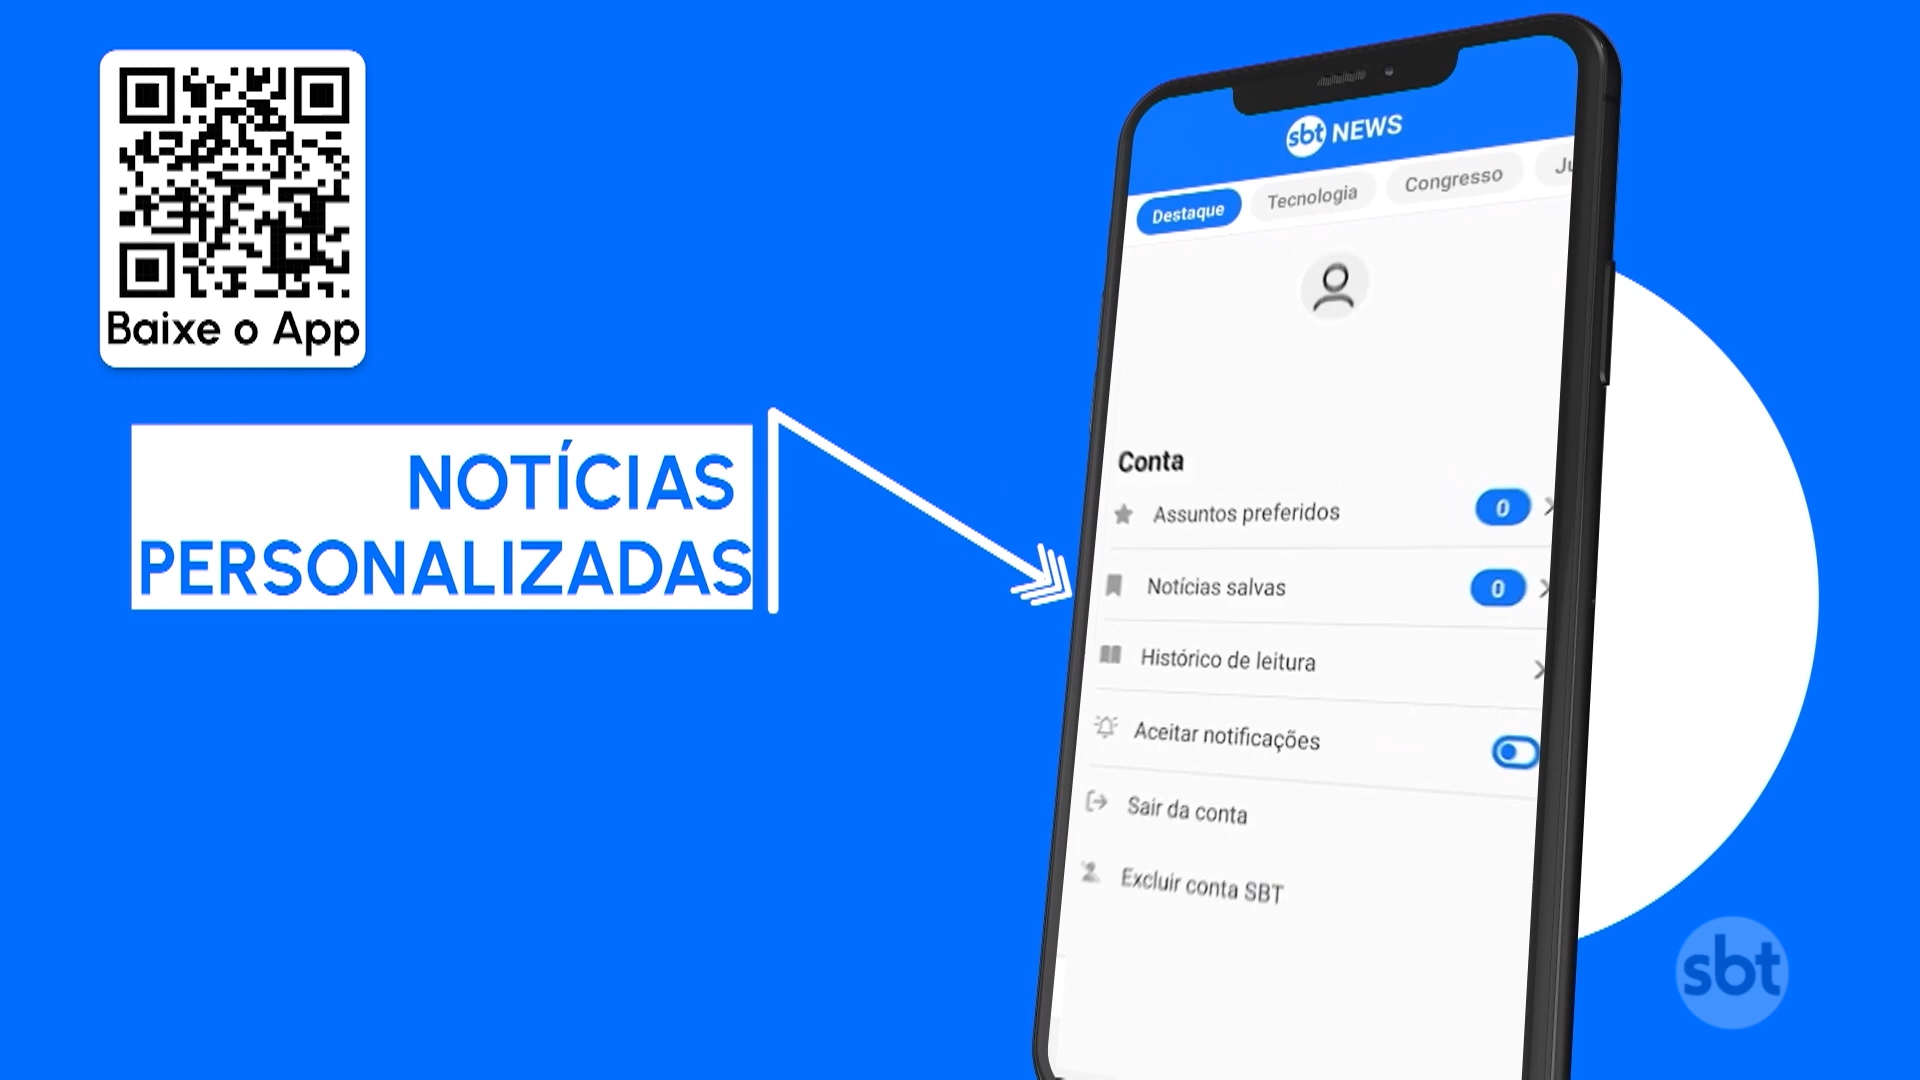 Baixe o App
NOTÍCIAS
PERSONALIZADAS
sbt NEWS
Destaque Tecnologia Congresso Ju
Conta
Assuntos preferidos 0
Notícias salvas 0
Histórico de leitura
Aceitar notificações
Sair da conta
Excluir conta SBT
sbt